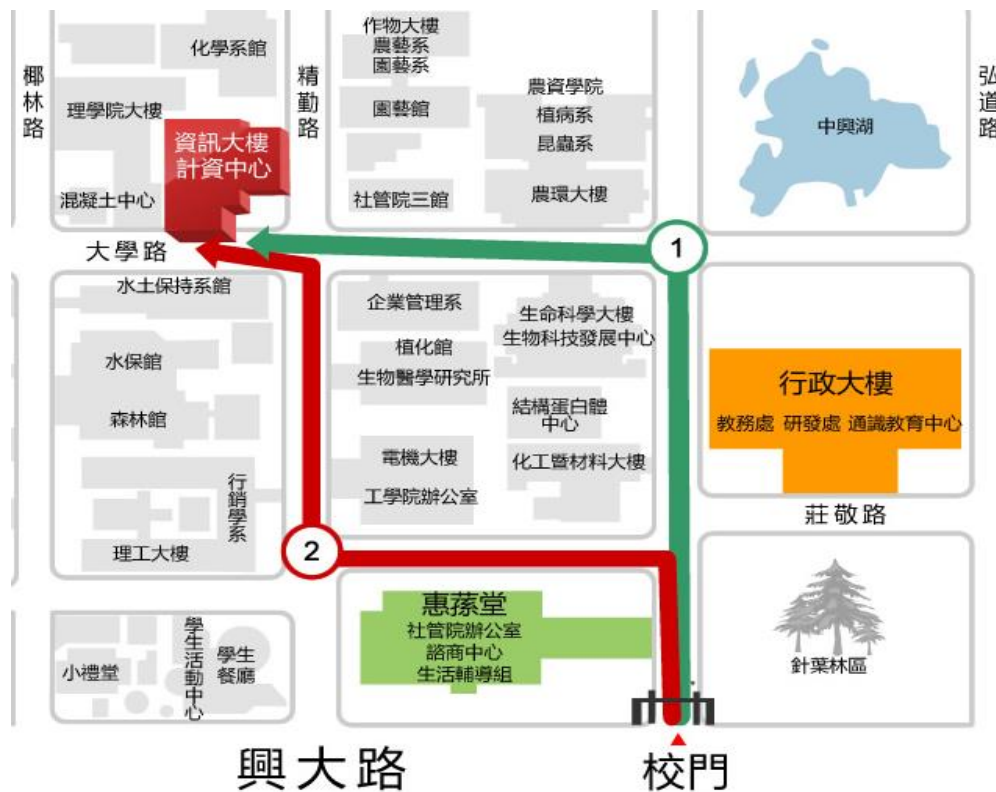 椰林路
化學系館
理學院大樓
資訊大樓
計資中心
混凝土中心
精勤路
作物大樓
農藝系
園藝系
園藝館
社管院三館
農資學院
植病系
昆蟲系
農環大樓
中興湖
弘道路
大學路
1
水土保持系館
水保館
森林館
行銷學系
理工大樓
企業管理系
植化館
生物醫學研究所
電機大樓
工學院辦公室
生命科學大樓
生物科技發展中心
結構蛋白體
中心
化工暨材料大樓
行政大樓
教務處 研發處 通識教育中心
莊敬路
2
小禮堂
學生活動中心
學生
餐廳
惠蓀堂
社管院辦公室
諮商中心
生活輔導組
針葉林區
興大路
校門